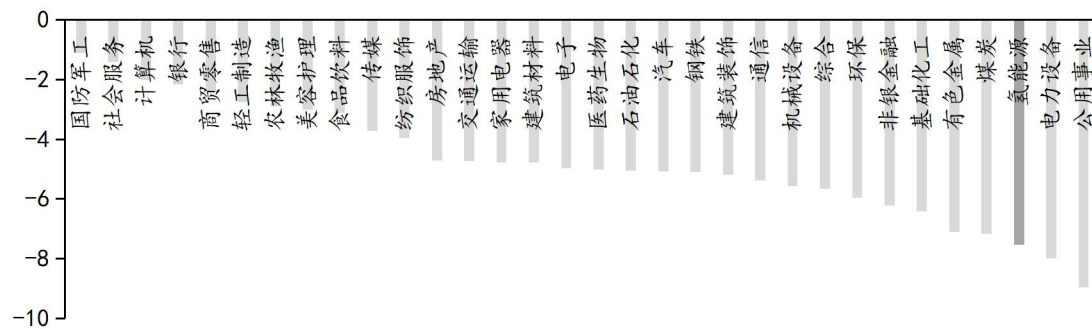 0
-2
-4
-6
-8
-10
国防军工
社会服务
计算机
银行
商贸零售
轻工制造
农林牧渔
美容护理
食品饮料
传媒
纺织服饰
房地产
交通运输
家用电器
建筑材料
电子
医药生物
石油石化
汽车
钢铁
建筑装饰
通信
机械设备
综合
环保
非银金融
基础化工
有色金属
煤炭
氢能源
电力设备
公用事业